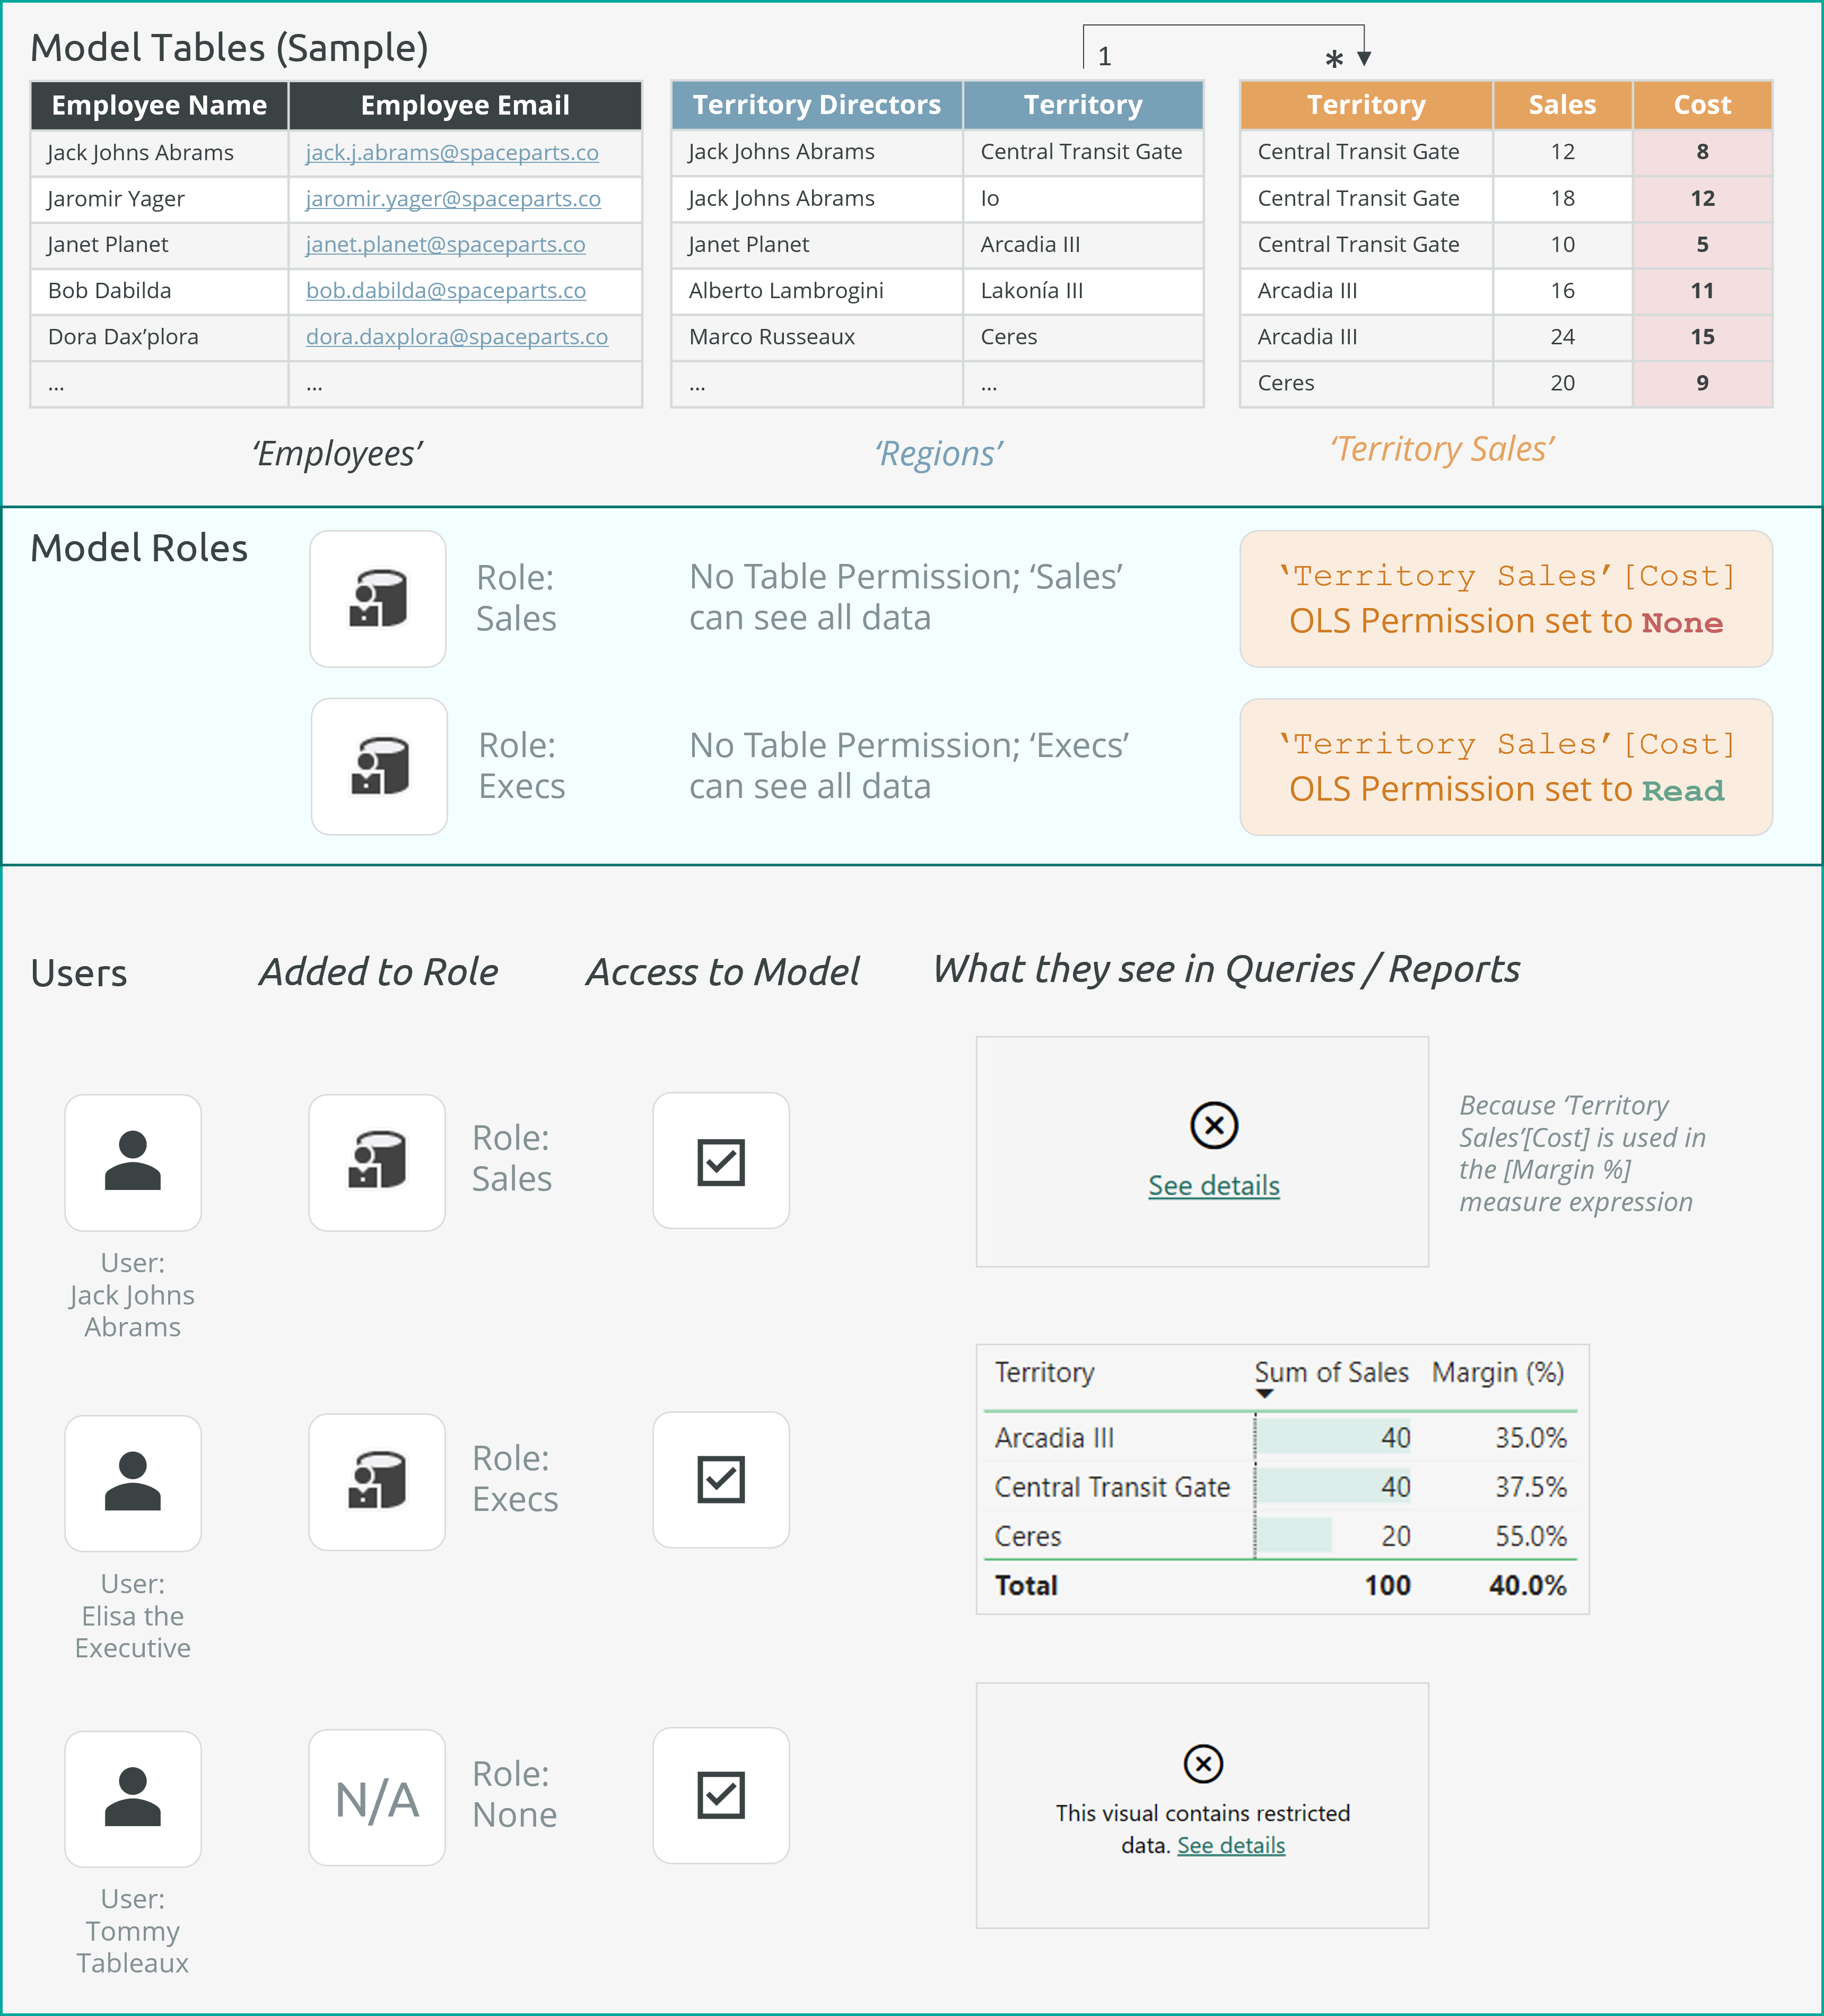 Model Tables (Sample)
1 *
Employee Name Employee Email
Jack Johns Abrams jack.j.abrams@spaceparts.co
Jaromir Yager jaromir.yager@spaceparts.co
Janet Planet janet.planet@spaceparts.co
Bob Dabilda bob.dabilda@spaceparts.co
Dora Dax’plora dora.daxplora@spaceparts.co
... ...
‘Employees’
Territory Directors Territory
Jack Johns Abrams Central Transit Gate
Jack Johns Abrams Io
Janet Planet Arcadia III
Alberto Lambrogini Lakonía III
Marco Russeaux Ceres
... ...
‘Regions’
Territory Sales Cost
Central Transit Gate 12 8
Central Transit Gate 18 12
Central Transit Gate 10 5
Arcadia III 16 11
Arcadia III 24 15
Ceres 20 9
‘Territory Sales’
Model Roles
Role:
Sales
No Table Permission; ‘Sales’
can see all data
‘Territory Sales’[Cost]
OLS Permission set to None
Role:
Execs
No Table Permission; ‘Execs’
can see all data
‘Territory Sales’[Cost]
OLS Permission set to Read
Users Added to Role Access to Model What they see in Queries / Reports
User:
Jack Johns
Abrams
Role:
Sales
See details
Because ‘Territory
Sales’[Cost] is used in
the [Margin %]
measure expression
User:
Elisa the
Executive
Role:
Execs
Territory Sum of Sales Margin (%)
Arcadia III 40 35.0%
Central Transit Gate 40 37.5%
Ceres 20 55.0%
Total 100 40.0%
User:
Tommy
Tableaux
N/A
Role:
None
This visual contains restricted
data. See details